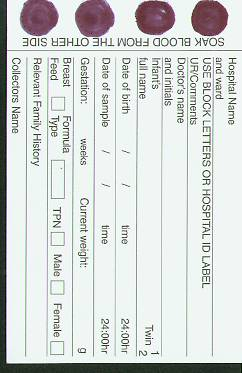 Hospital Name
and ward
USE BLOCK LETTERS OR HOSPITAL ID LABEL
UR/Comments
Doctor's name
and initials
Infant's
full name
Twin 1
2
Date of birth / / time 24:00hr
Date of sample / / time 24:00hr
Gestation: weeks Current weight: g
Breast Feed Formula Type TPN Male Female
Relevant Family History
Collectors Name
SOAK BLOOD FROM THE OTHER SIDE